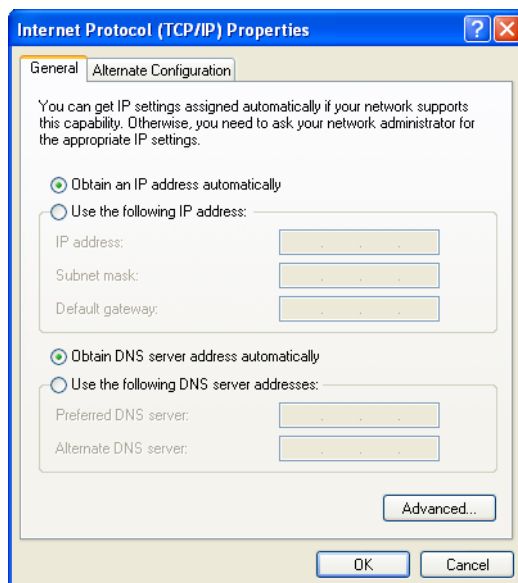 Internet Protocol (TCP/IP) Properties
General
Alternate Configuration
You can get IP settings assigned automatically if your network supports
this capability. Otherwise, you need to ask your network administrator for
the appropriate IP settings.
Obtain an IP address automatically
Use the following IP address:
IP address:
Subnet mask:
Default gateway:
Obtain DNS server address automatically
Use the following DNS server addresses:
Preferred DNS server:
Alternate DNS server:
Advanced...
OK
Cancel